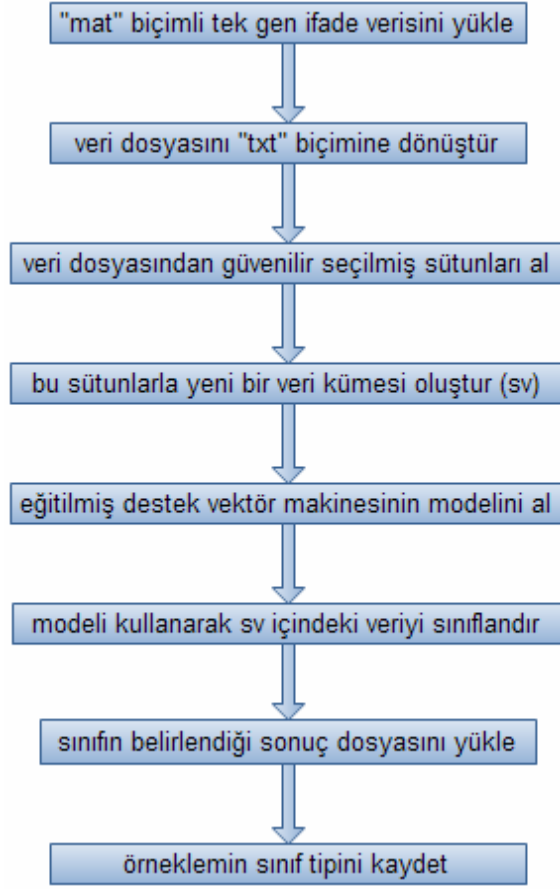 "mat" biçimli tek gen ifade verisini yükle
veri dosyasını "txt" biçimine dönüştür
veri dosyasından güvenilir seçilmiş sütunları al
bu sütunlarla yeni bir veri kümesi oluştur (sv)
eğitilmiş destek vektör makinesinin modelini al
modeli kullanarak sv içindeki veriyi sınıflandır
sınıfın belirlendiği sonuç dosyasını yükle
örneklemin sınıf tipini kaydet